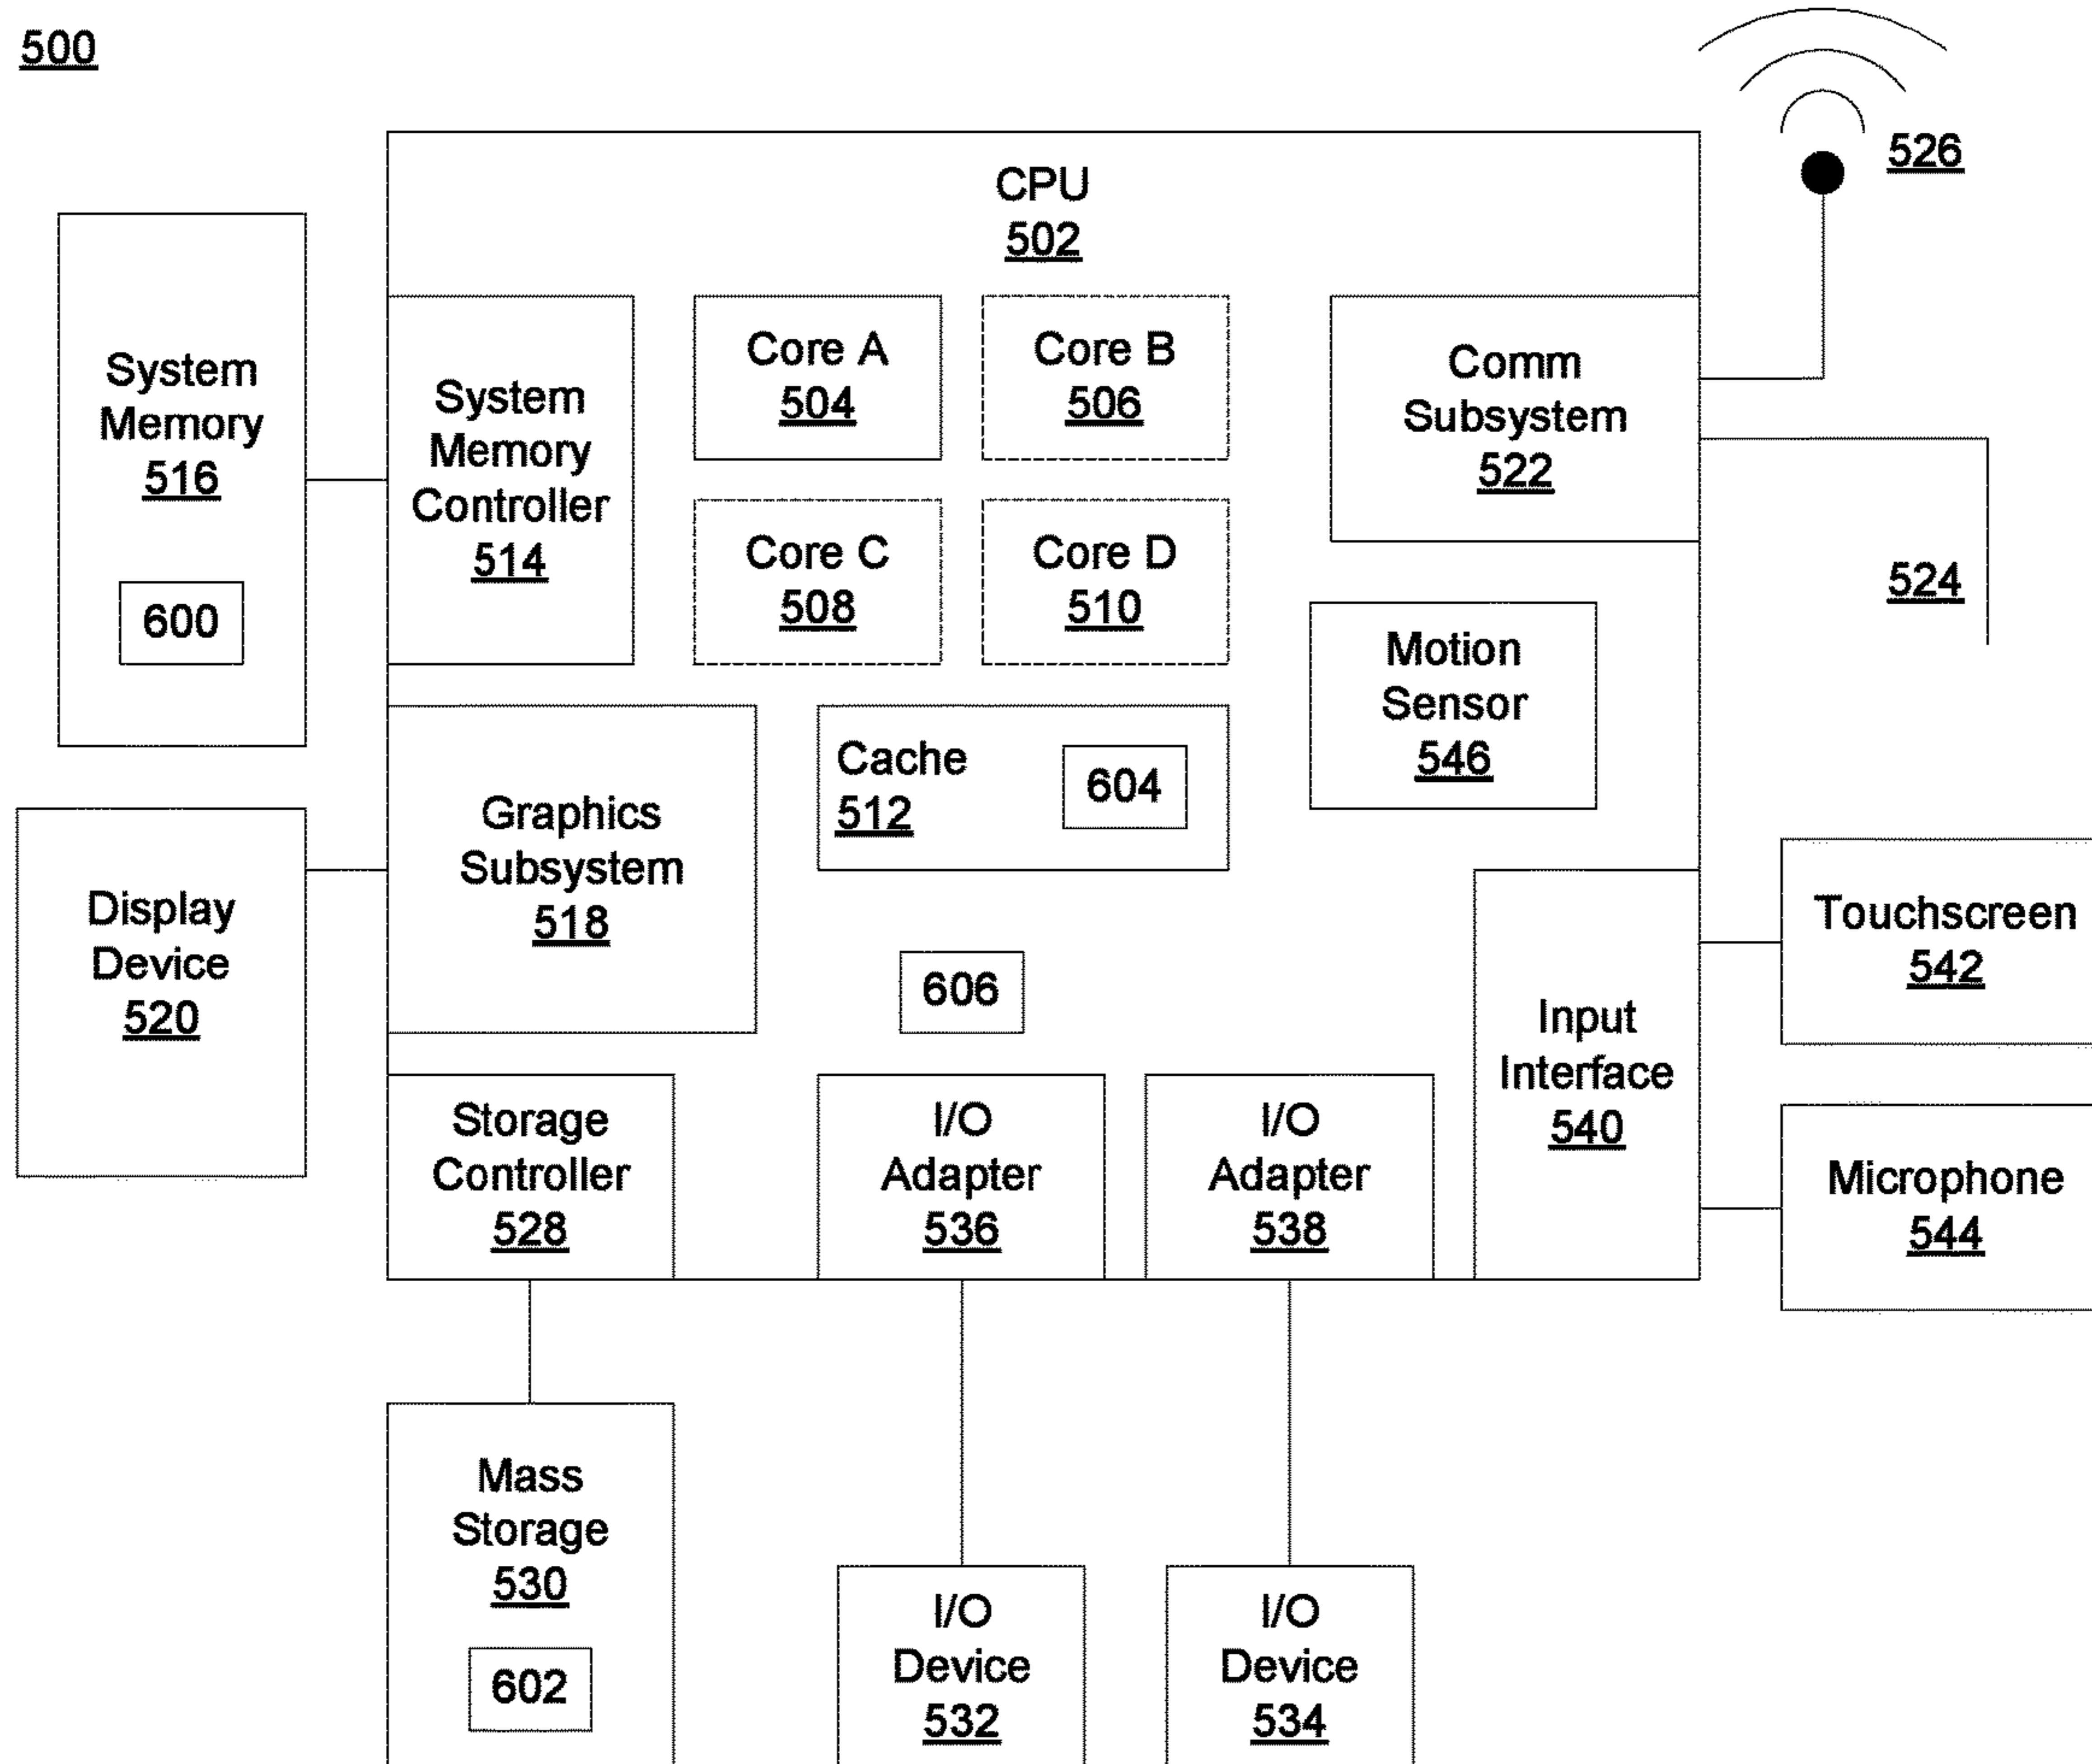 500
526
CPU
502
System
Memory
516
600
System
Memory
Controller
514
Core A
504
Core B
506
Core C
508
Core D
510
Comm
Subsystem
522
524
Motion
Sensor
546
Cache
512
604
Graphics
Subsystem
518
Display
Device
520
606
Touchscreen
542
Input
Interface
540
Microphone
544
Storage
Controller
528
I/O
Adapter
536
I/O
Adapter
538
Mass
Storage
530
602
I/O
Device
532
I/O
Device
534